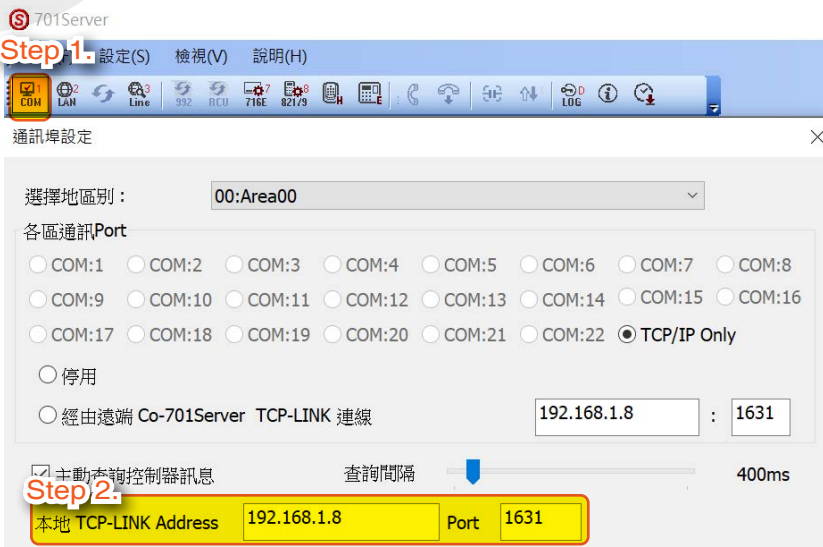 701Server
Step 1.
設定(S) 檢視(V) 說明(H)
1 COM 2 LAN 3 Line 992 RCU 7 716E 8 821/9 H E D LOG
通訊埠設定
選擇地區別： 00:Area00
各區通訊Port
COM:1 COM:2 COM:3 COM:4 COM:5 COM:6 COM:7 COM:8
COM:9 COM:10 COM:11 COM:12 COM:13 COM:14 COM:15 COM:16
COM:17 COM:18 COM:19 COM:20 COM:21 COM:22 TCP/IP Only
停用
經由遠端 Co-701Server TCP-LINK 連線 192.168.1.8 : 1631
主動查詢控制器訊息 查詢間隔 400ms
Step 2.
本地 TCP-LINK Address 192.168.1.8 Port 1631